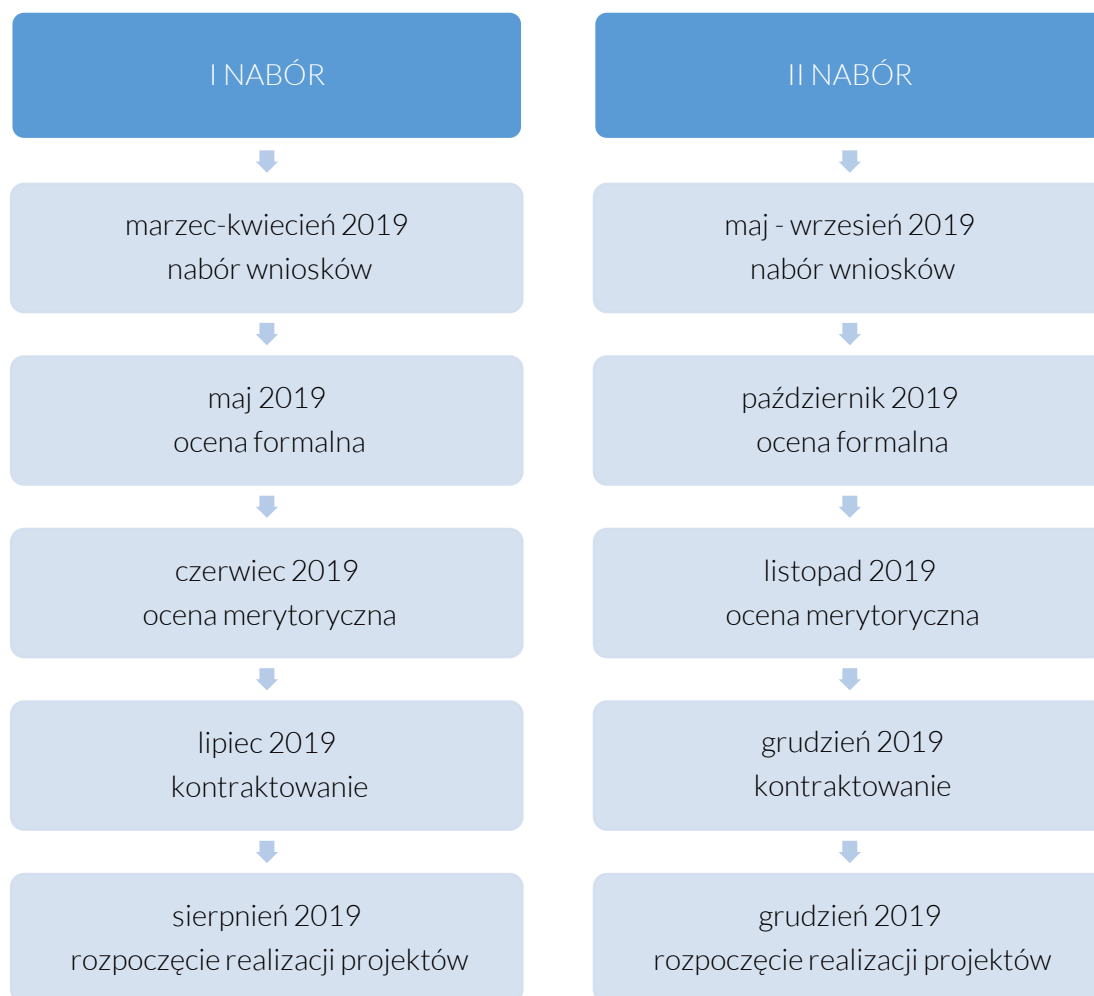 I NABÓR
marzec-kwiecień 2019
nabór wniosków
maj 2019
ocena formalna
czerwiec 2019
ocena merytoryczna
lipiec 2019
kontraktowanie
sierpnień 2019
rozpoczęcie realizacji projektów
II NABÓR
maj - wrzesień 2019
nabór wniosków
październik 2019
ocena formalna
listopad 2019
ocena merytoryczna
grudzień 2019
kontraktowanie
grudzień 2019
rozpoczęcie realizacji projektów